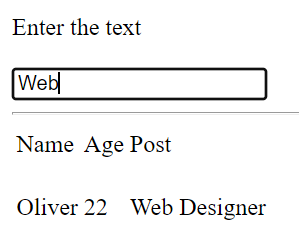 Enter the text
Web
Name Age Post
Oliver 22 Web Designer